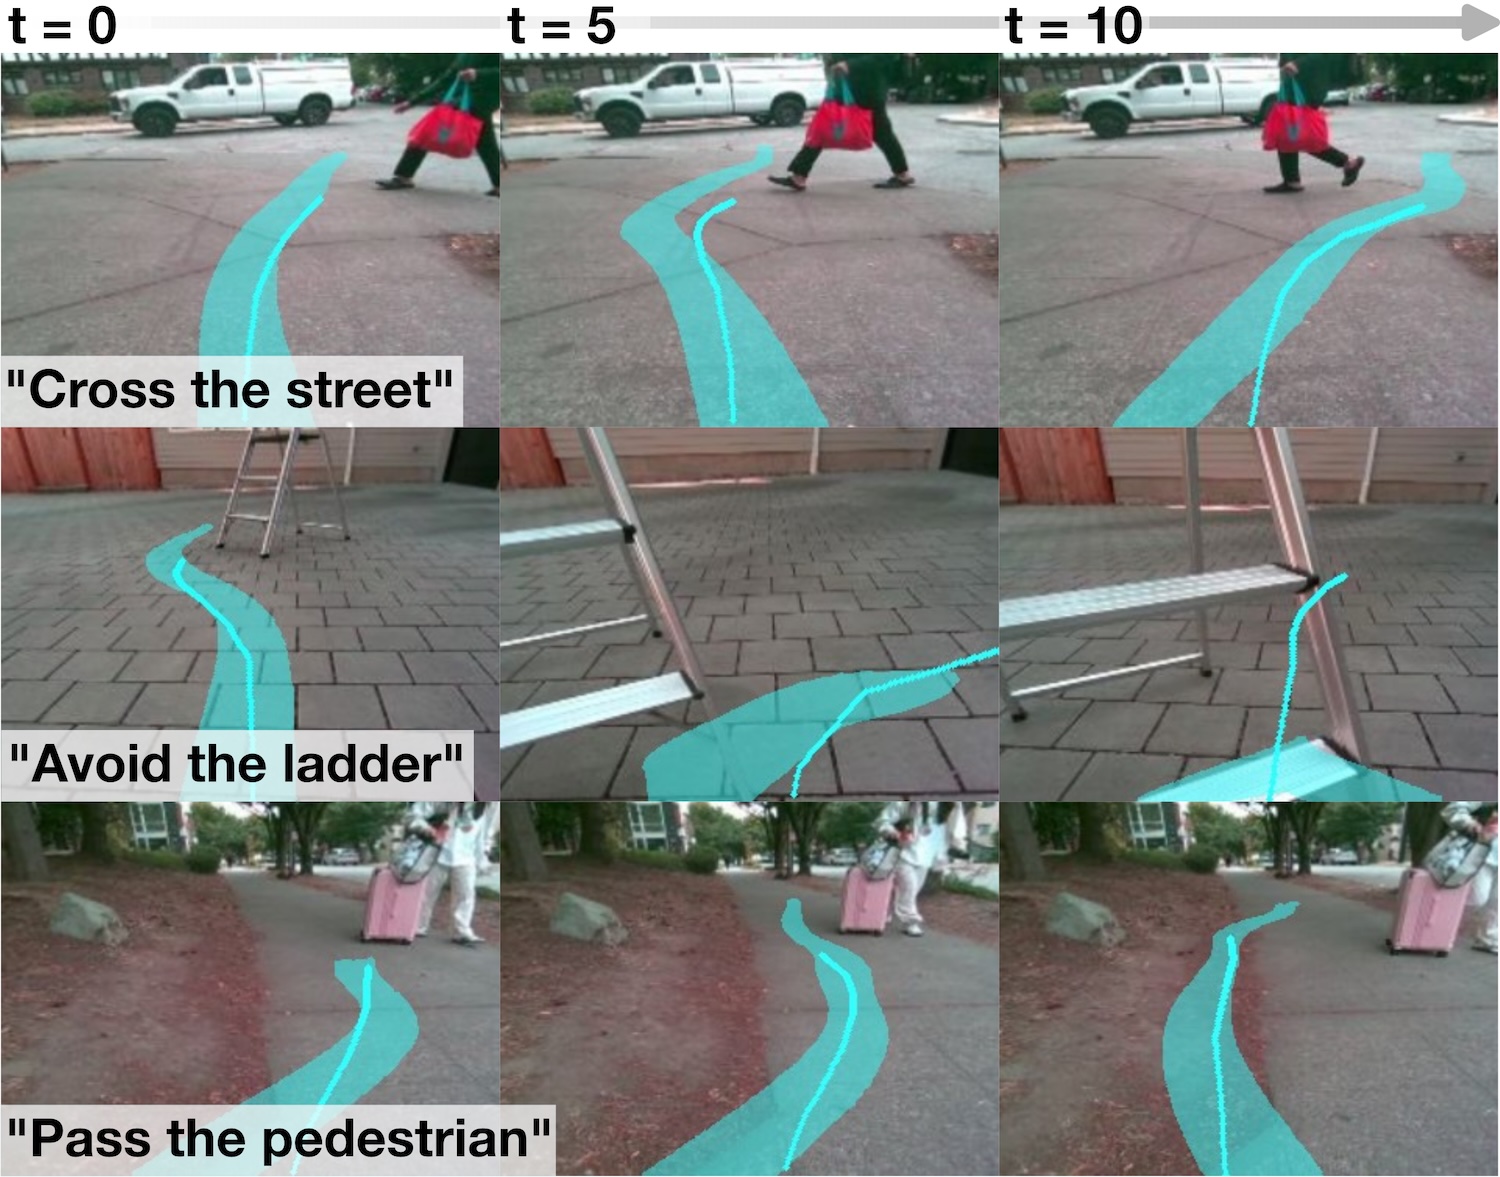 t = 0
t = 5
t = 10
"Cross the street"
"Avoid the ladder"
"Pass the pedestrian"